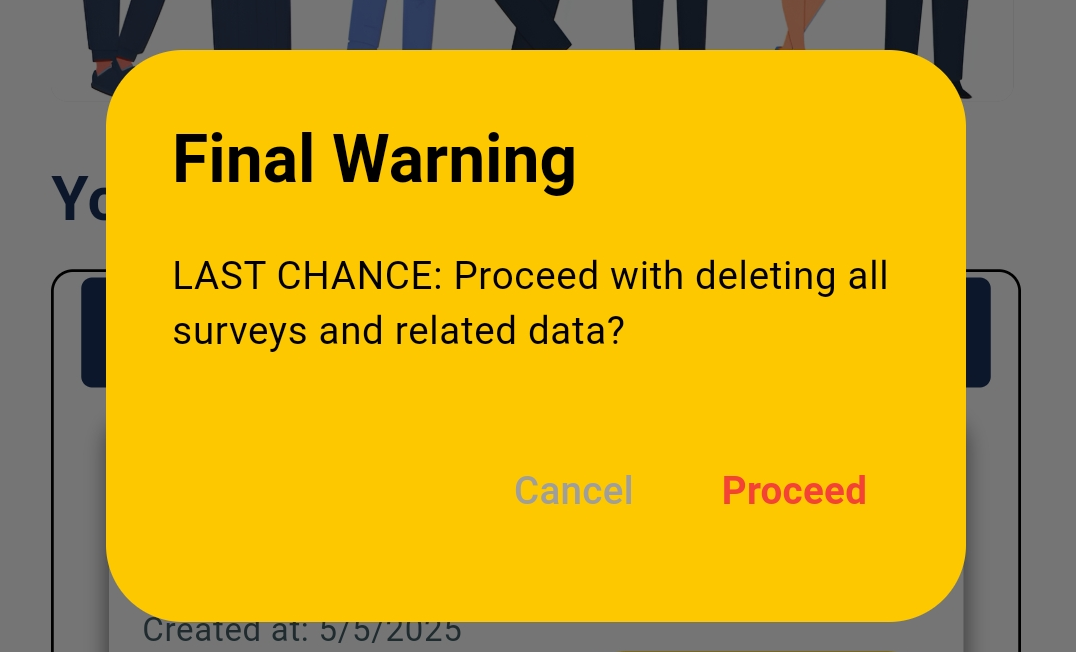 Final Warning
Yo
LAST CHANCE: Proceed with deleting all
surveys and related data?
Cancel Proceed
Created at: 5/5/2025